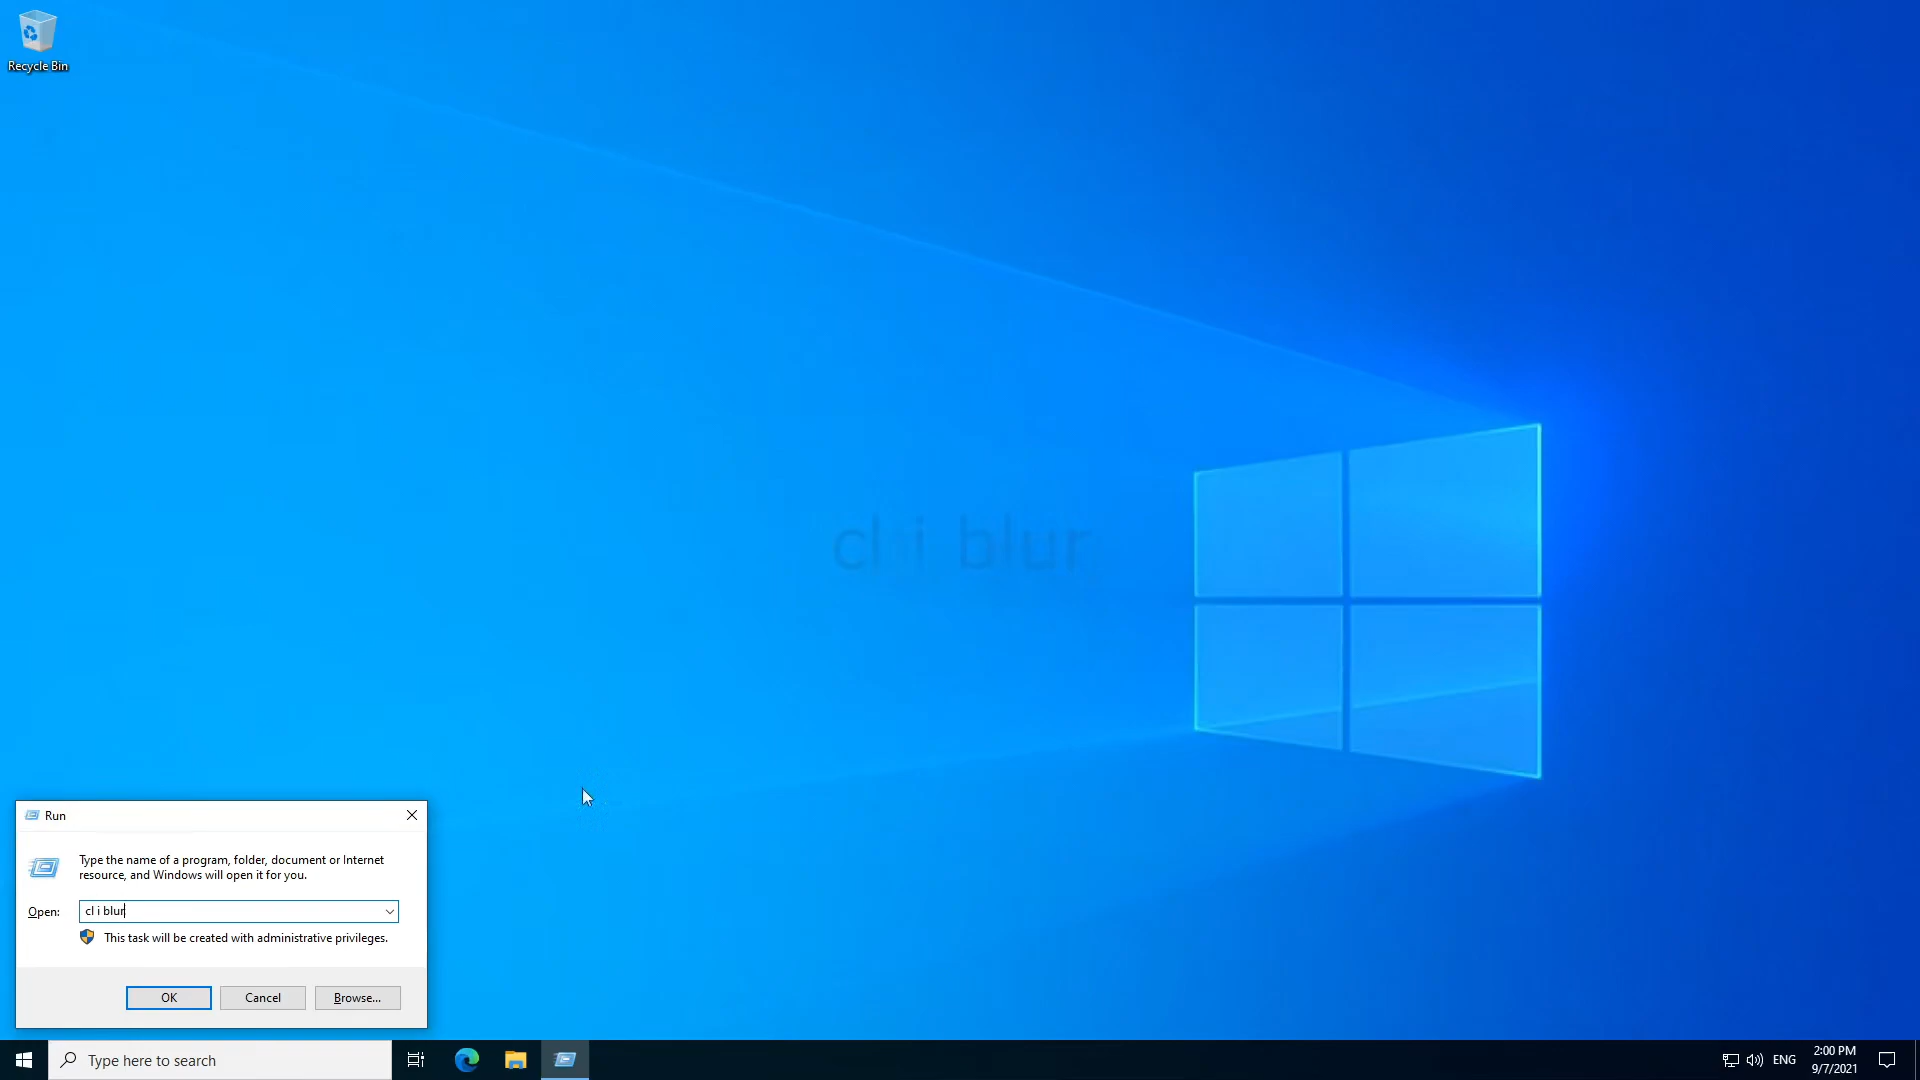 Recycle Bin
cl i blur
Run
Type the name of a program, folder, document or Internet
resource, and Windows will open it for you.
Open:
cl i blur
This task will be created with administrative privileges.
OK
Cancel
Browse...
Type here to search
ENG
2:00 PM
9/7/2021